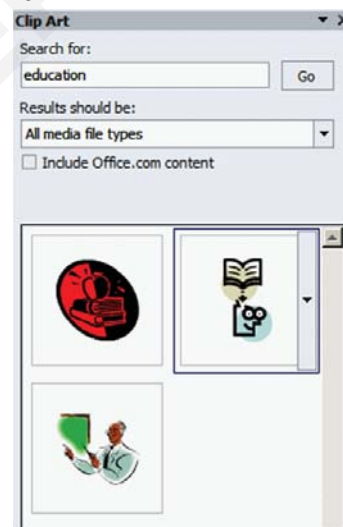 Clip Art
Search for:
education
Go
Results should be:
All media file types
Include Office.com content